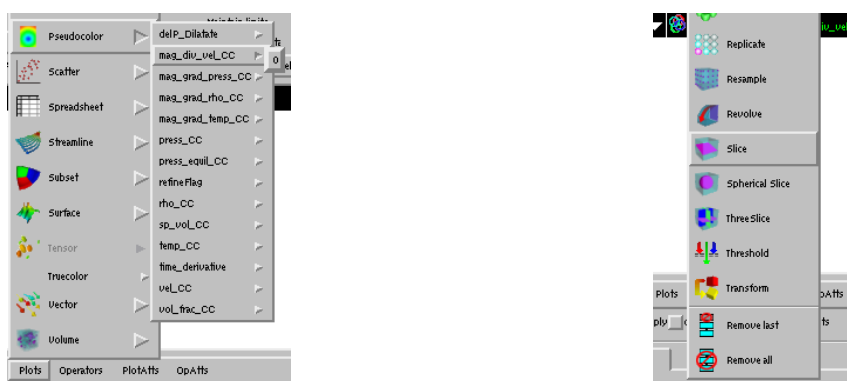 Pseudocolor
Scatter
Spreadsheet
Streamline
Subset
Surface
Tensor
Truecolor
Vector
Volume
Plots Operators PlotAtts OpAtts
delP_Dilatate
mag_div_vel_CC
0
mag_grad_press_CC
mag_grad_rho_CC
mag_grad_temp_CC
press_CC
press_equil_CC
refineFlag
rho_CC
sp_vol_CC
temp_CC
time_derivative
vel_CC
vol_frac_CC
Replicate
Resample
Revolve
Slice
Spherical Slice
ThreeSlice
Threshold
Transform
Remove last
Remove all
Plots